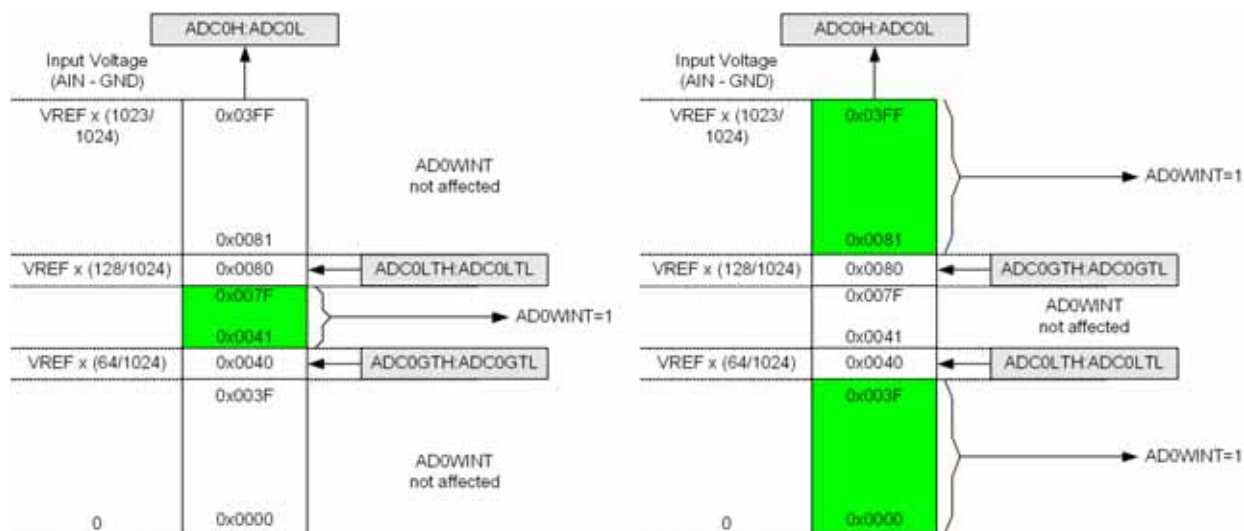 ADC0H:ADC0L
Input Voltage
(AIN - GND)
VREF x (1023/
1024)
0x03FF
AD0WINT
not affected
0x0081
VREF x (128/1024)
0x0080
ADC0LTH:ADC0LTL
0x007F
AD0WINT=1
0x0041
VREF x (64/1024)
0x0040
ADC0GTH:ADC0GTL
0x003F
AD0WINT
not affected
0
0x0000
ADC0H:ADC0L
Input Voltage
(AIN - GND)
VREF x (1023/
1024)
0x03FF
AD0WINT=1
0x0081
VREF x (128/1024)
0x0080
ADC0GTH:ADC0GTL
0x007F
AD0WINT
not affected
0x0041
VREF x (64/1024)
0x0040
ADC0LTH:ADC0LTL
0x003F
AD0WINT=1
0
0x0000